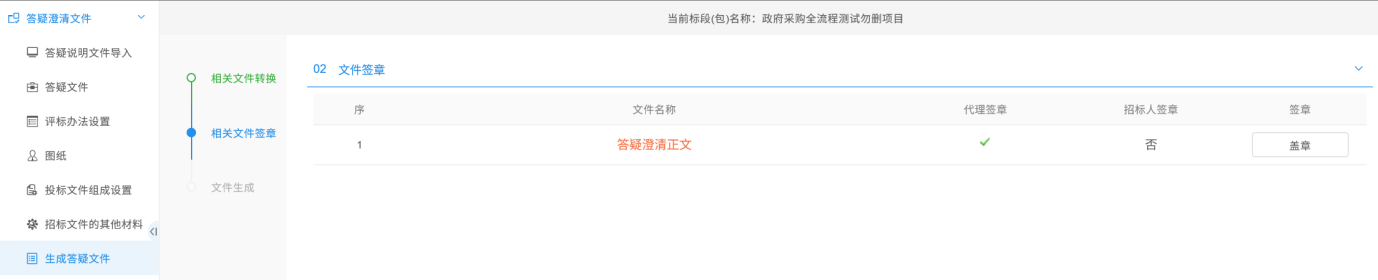 答疑澄清文件
当前标段(包)名称：政府采购全流程测试勿删项目
答疑说明文件导入
答疑文件
评标办法设置
图纸
投标文件组成设置
招标文件的其他材料
生成答疑文件
相关文件转换
相关文件签章
文件生成
02 文件签章
序 文件名称 代理签章 招标人签章 签章
1 答疑澄清正文 否 盖章